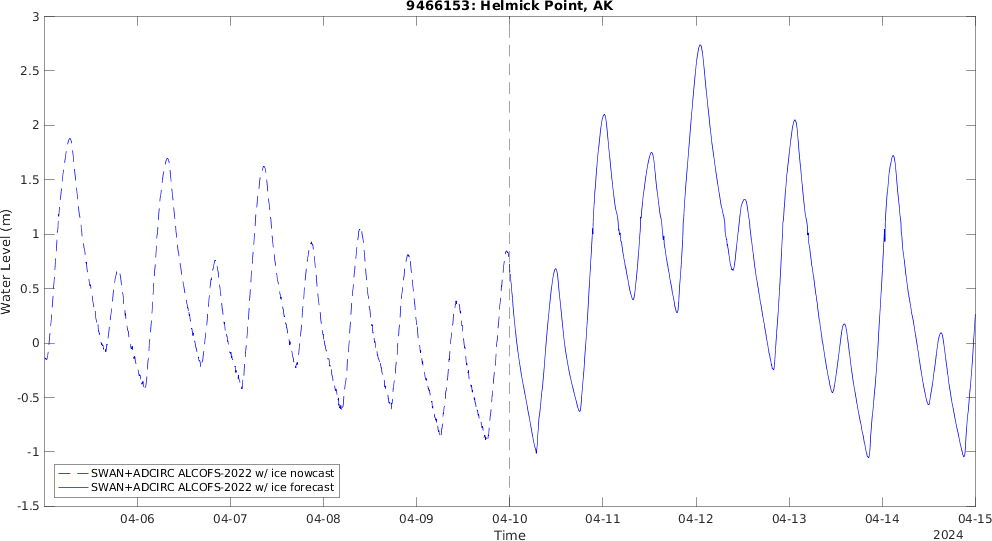 9466153: Helmick Point, AK
3
2.5
2
1.5
1
0.5
0
-0.5
-1
-1.5
Water Level (m)
SWAN+ADCIRC ALCOFS-2022 w/ ice nowcast
SWAN+ADCIRC ALCOFS-2022 w/ ice forecast
04-06 04-07 04-08 04-09 04-10 04-11 04-12 04-13 04-14 04-15
Time
2024